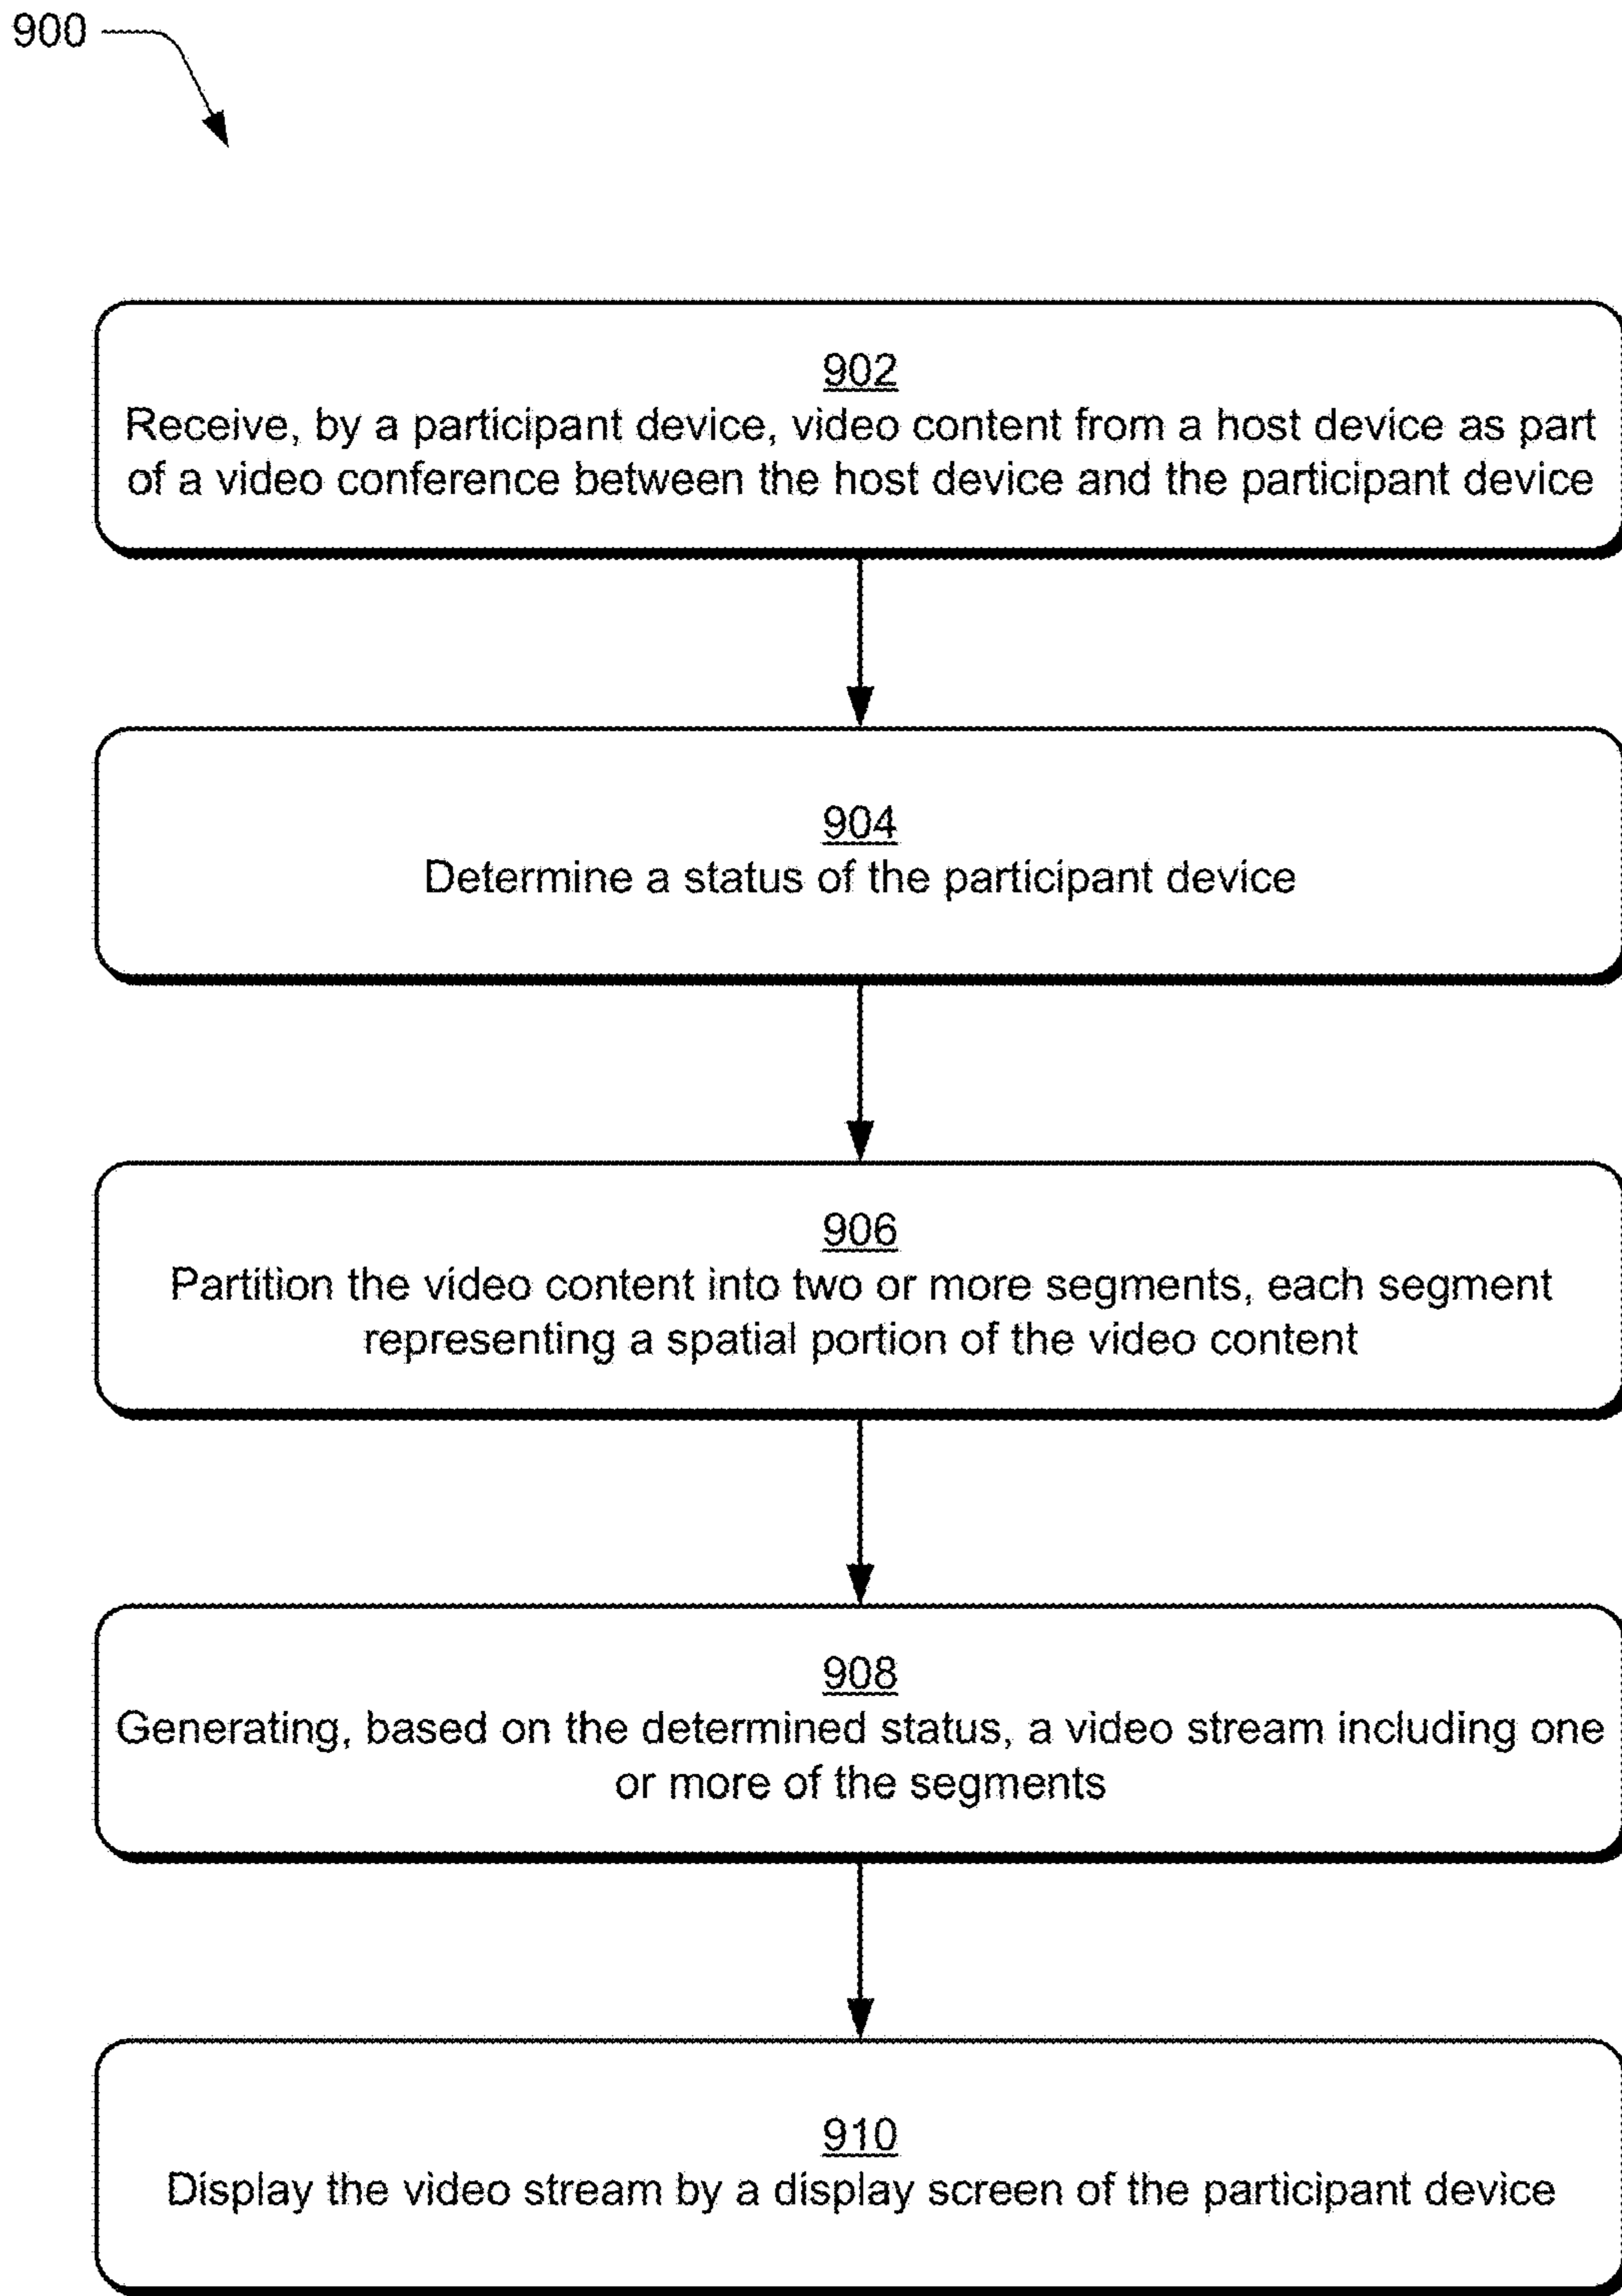 900
902
Receive, by a participant device, video content from a host device as part
of a video conference between the host device and the participant device
904
Determine a status of the participant device
906
Partition the video content into two or more segments, each segment
representing a spatial portion of the video content
908
Generating, based on the determined status, a video stream including one
or more of the segments
910
Display the video stream by a display screen of the participant device